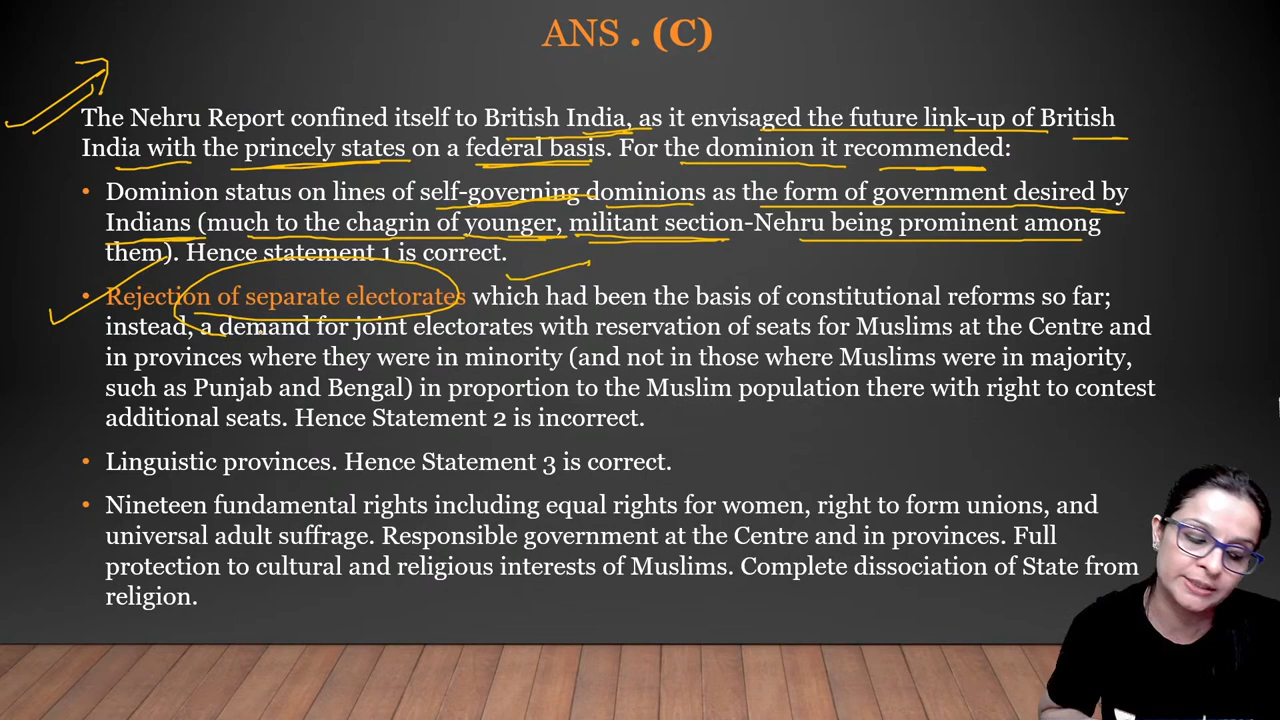 ANS . (C)
The Nehru Report confined itself to British India, as it envisaged the future link-up of British
India with the princely states on a federal basis. For the dominion it recommended:
• Dominion status on lines of self-governing dominions as the form of government desired by
Indians (much to the chagrin of younger, militant section-Nehru being prominent among
them). Hence statement 1 is correct.
• Rejection of separate electorates which had been the basis of constitutional reforms so far;
instead, a demand for joint electorates with reservation of seats for Muslims at the Centre and
in provinces where they were in minority (and not in those where Muslims were in majority,
such as Punjab and Bengal) in proportion to the Muslim population there with right to contest
additional seats. Hence Statement 2 is incorrect.
• Linguistic provinces. Hence Statement 3 is correct.
• Nineteen fundamental rights including equal rights for women, right to form unions, and
universal adult suffrage. Responsible government at the Centre and in provinces. Full
protection to cultural and religious interests of Muslims. Complete dissociation of State from
religion.